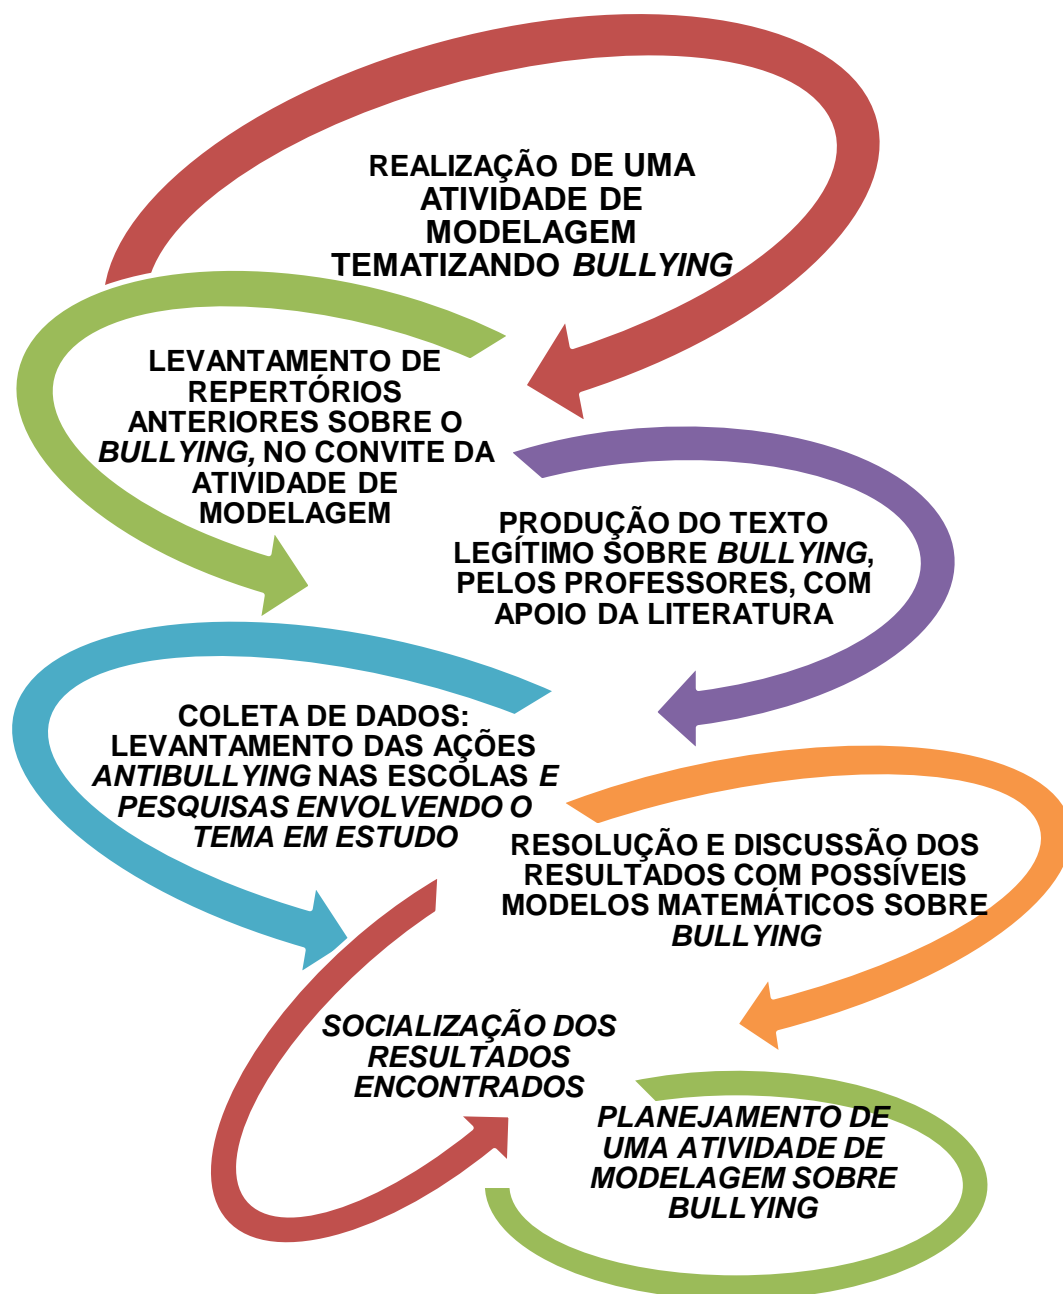 REALIZAÇÃO DE UMA
ATIVIDADE DE
MODELAGEM
TEMATIZANDO BULLYING
LEVANTAMENTO DE
REPERTÓRIOS
ANTERIORES SOBRE O
BULLYING, NO CONVITE DA
ATIVIDADE DE
MODELAGEM
PRODUÇÃO DO TEXTO
LEGÍTIMO SOBRE BULLYING,
PELOS PROFESSORES, COM
APOIO DA LITERATURA
COLETA DE DADOS:
LEVANTAMENTO DAS AÇÕES
ANTIBULLYING NAS ESCOLAS E
PESQUISAS ENVOLVENDO O
TEMA EM ESTUDO
RESOLUÇÃO E DISCUSSÃO DOS
RESULTADOS COM POSSÍVEIS
MODELOS MATEMÁTICOS SOBRE
BULLYING
SOCIALIZAÇÃO DOS
RESULTADOS
ENCONTRADOS
PLANEJAMENTO DE
UMA ATIVIDADE DE
MODELAGEM SOBRE
BULLYING